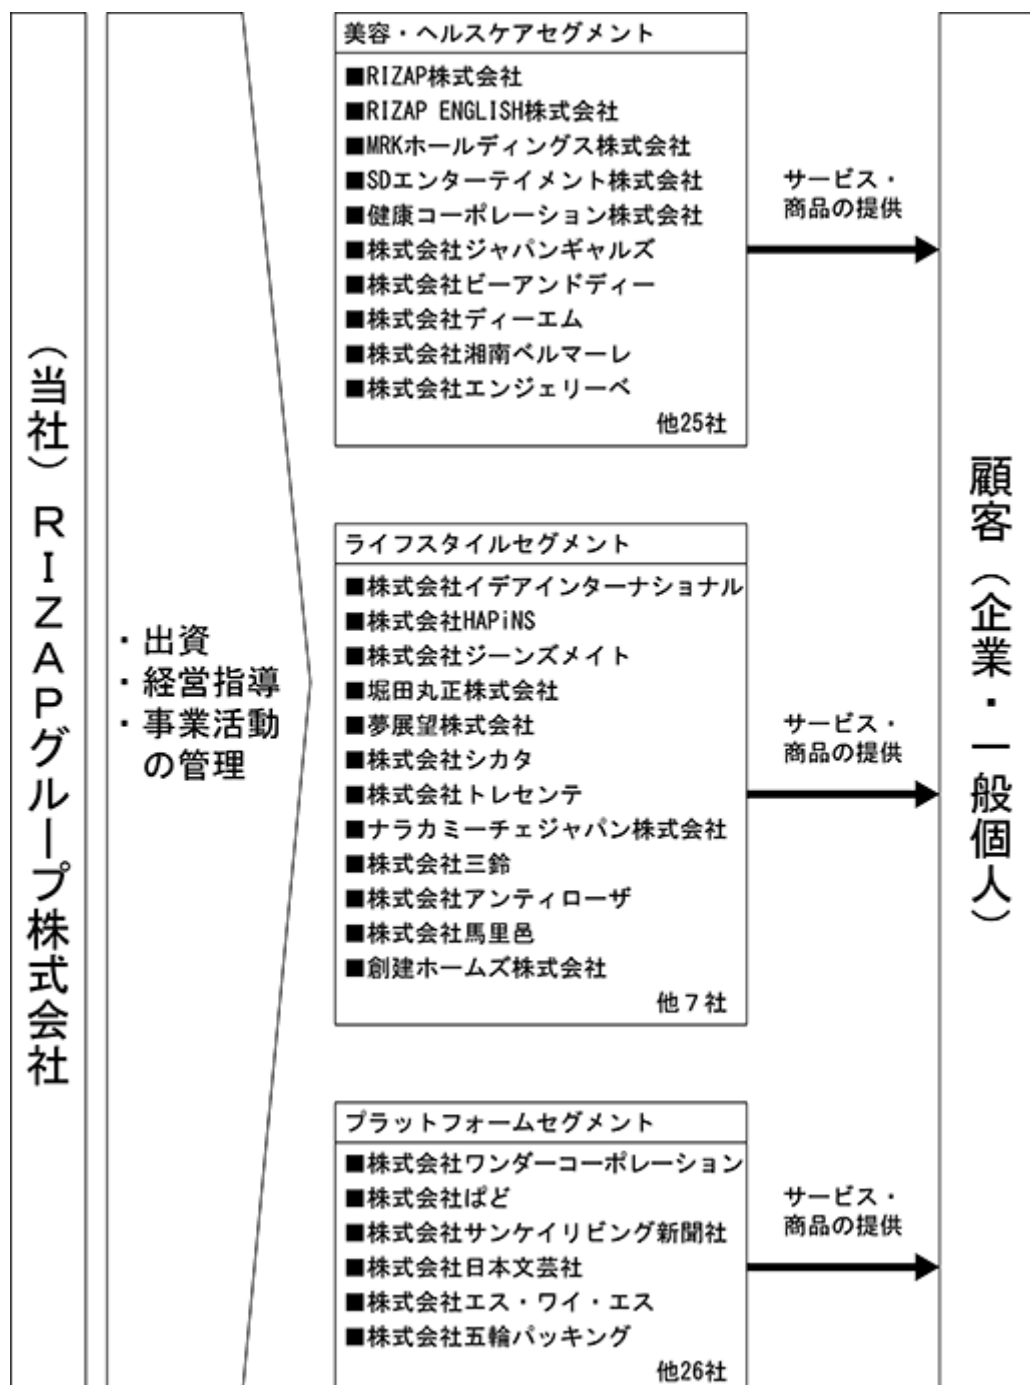 (当社)RIZAPグループ株式会社
・出資
・経営指導
・事業活動
の管理
美容・ヘルスケアセグメント
■RIZAP株式会社
■RIZAP ENGLISH株式会社
■MRKホールディングス株式会社
■SDエンターテイメント株式会社
■健康コーポレーション株式会社
■株式会社ジャパンギャルズ
■株式会社ビーアンドディー
■株式会社ディーエム
■株式会社湘南ベルマーレ
■株式会社エンジェリーベ
他25社
サービス・
商品の提供
ライフスタイルセグメント
■株式会社イデアインターナショナル
■株式会社HAPiNS
■株式会社ジーンズメイト
■堀田丸正株式会社
■夢展望株式会社
■株式会社シカタ
■株式会社トレセンテ
■ナラカミーチェジャパン株式会社
■株式会社三鈴
■株式会社アンティローザ
■株式会社馬里邑
■創建ホームズ株式会社
他7社
サービス・
商品の提供
プラットフォームセグメント
■株式会社ワンダーコーポレーション
■株式会社ぱど
■株式会社サンケイリビング新聞社
■株式会社日本文芸社
■株式会社エス・ワイ・エス
■株式会社五輪パッキング
他26社
サービス・
商品の提供
顧客(企業・一般個人)